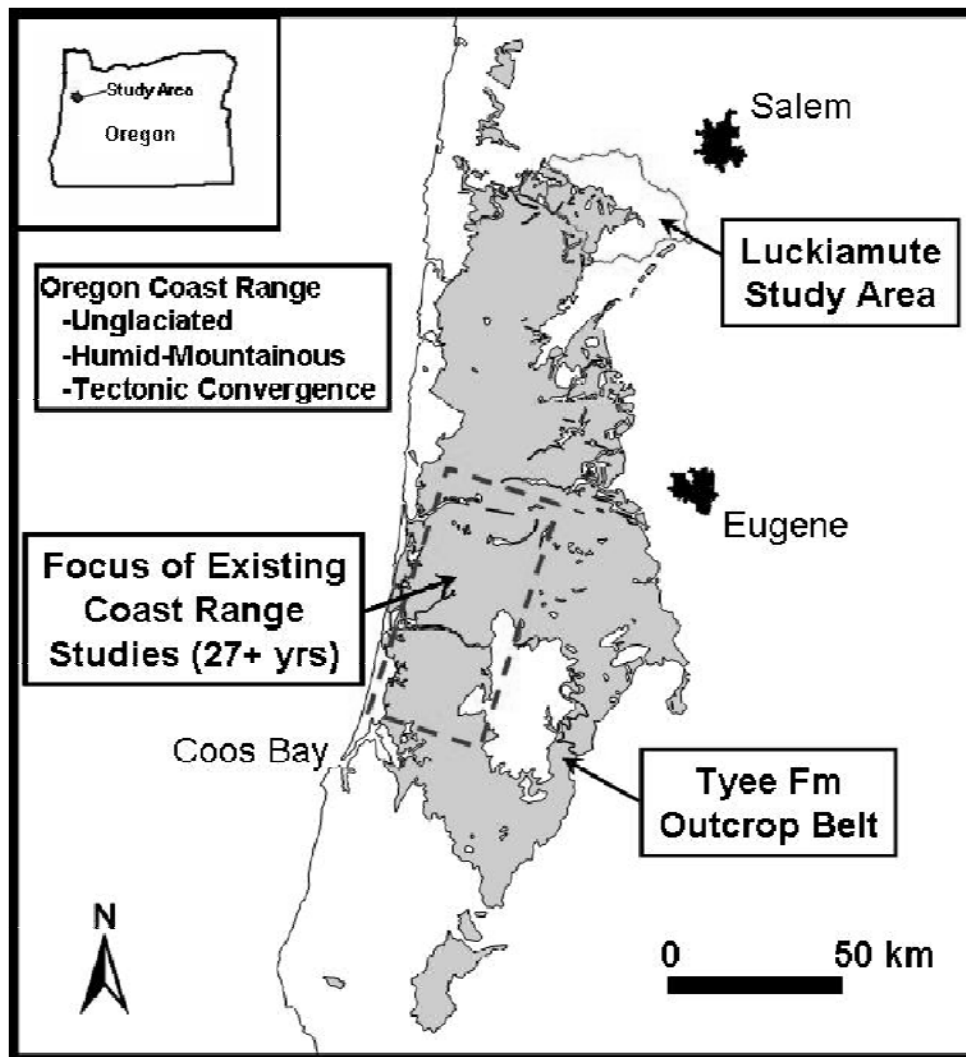 Study Area
Oregon
Salem
Luckiamute
Study Area
Oregon Coast Range
-Unglaciated
-Humid-Mountainous
-Tectonic Convergence
Eugene
Focus of Existing
Coast Range
Studies (27+ yrs)
Coos Bay
Tyee Fm
Outcrop Belt
N
0 50 km